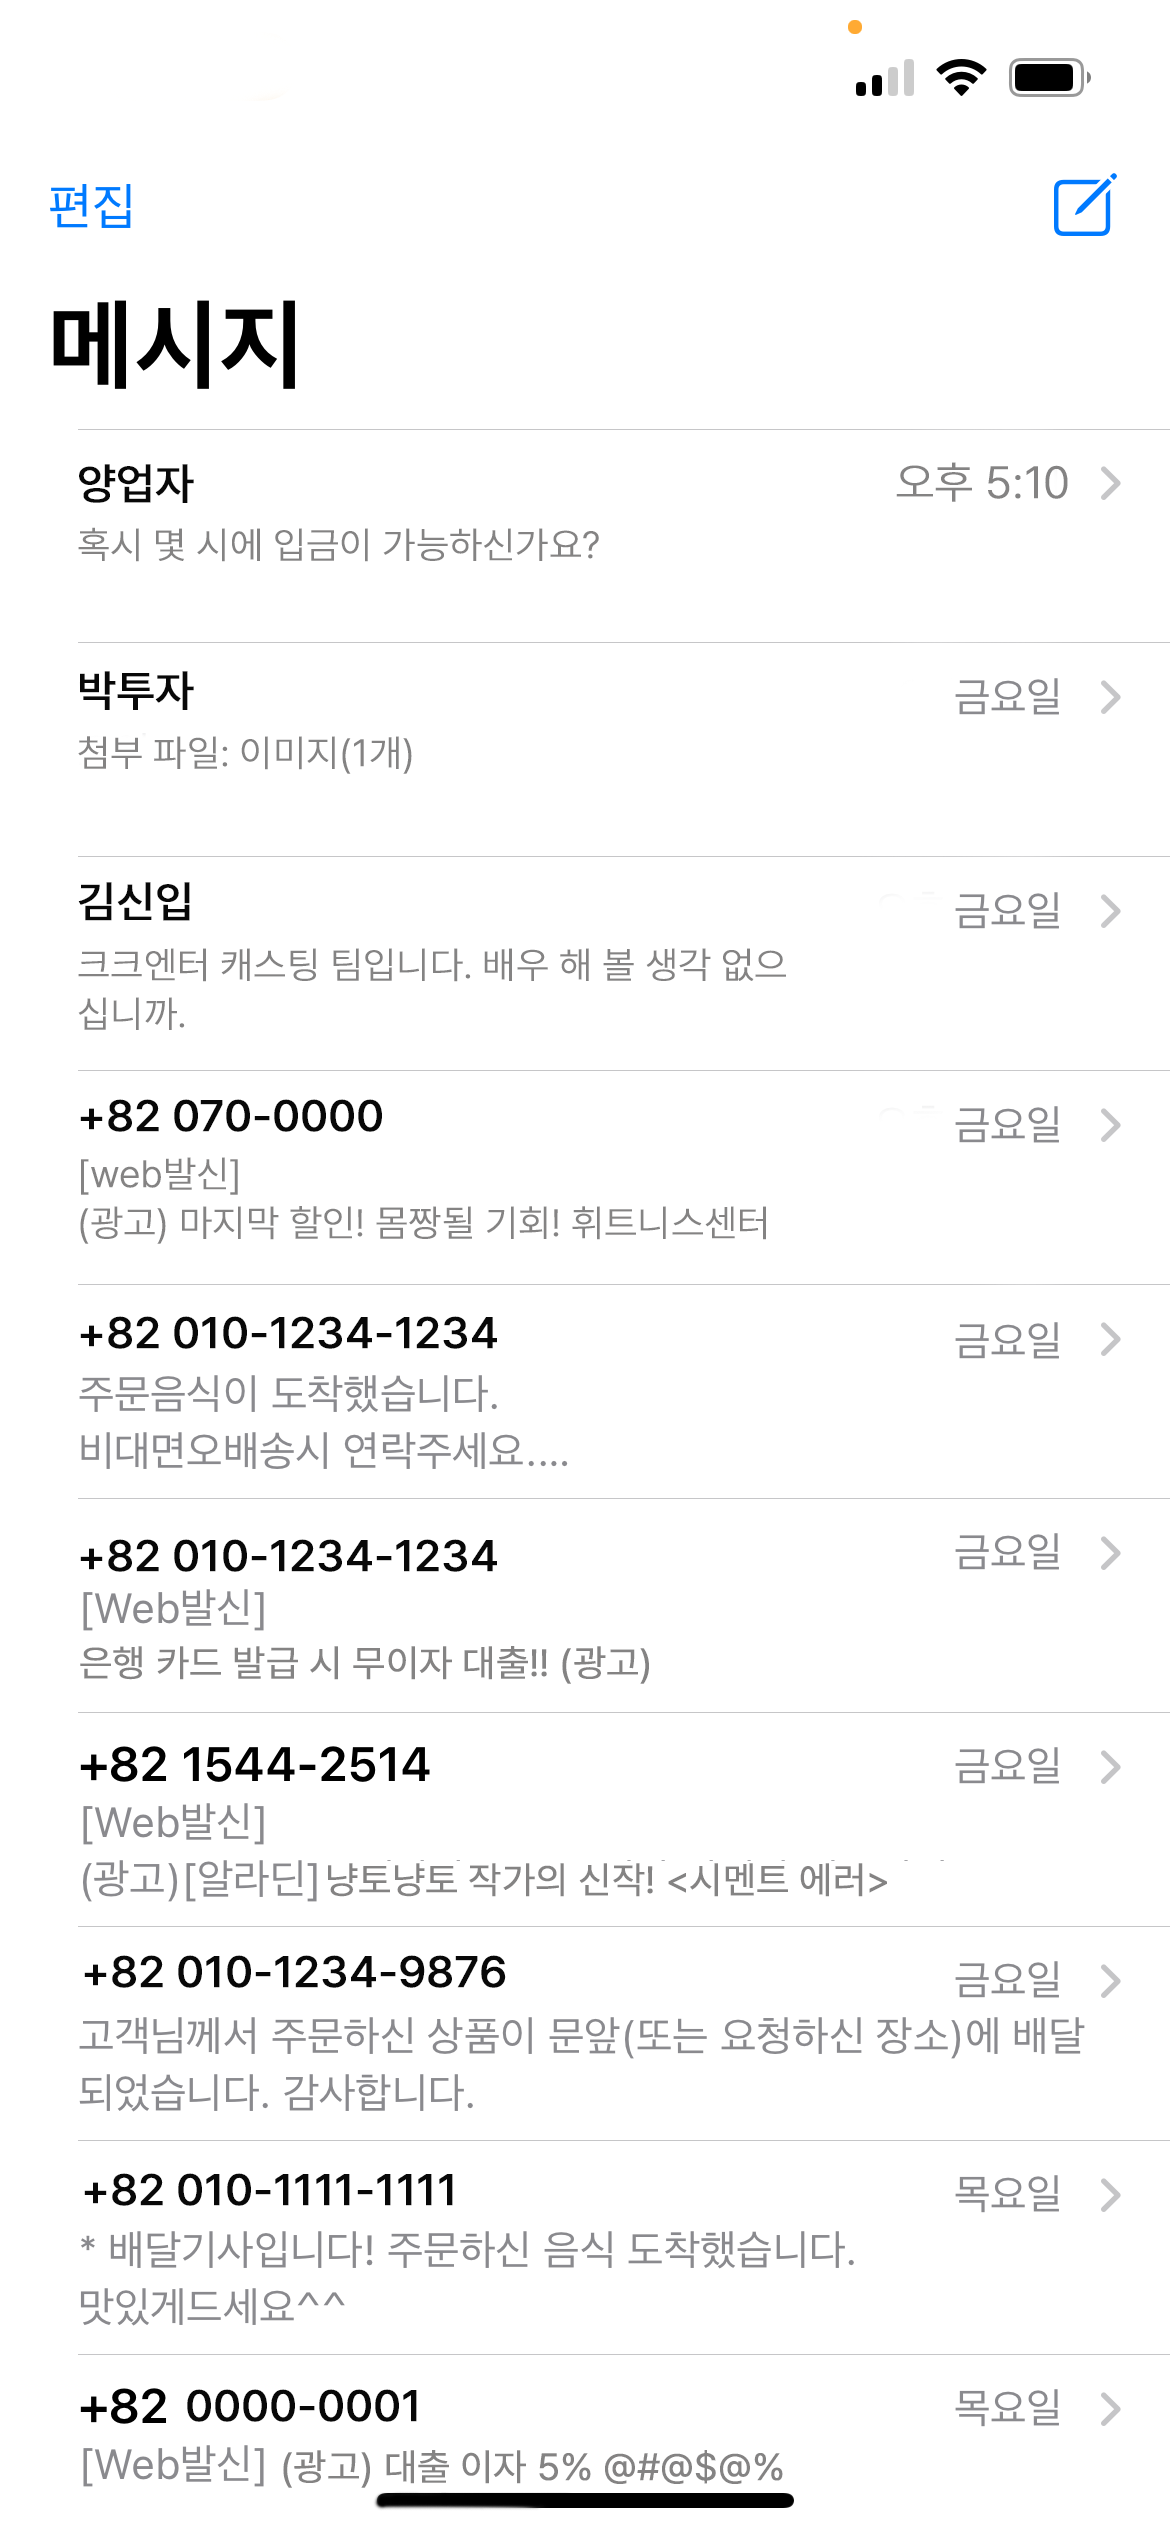 편집
메시지
양업자 오후 5:10
혹시 몇 시에 입금이 가능하신가요?
박투자 금요일
첨부 파일: 이미지(1개)
김신입 금요일
크크엔터 캐스팅 팀입니다. 배우 해 볼 생각 없으
십니까.
+82 070-0000 금요일
[web발신]
(광고) 마지막 할인! 몸짱될 기회! 휘트니스센터
+82 010-1234-1234 금요일
주문음식이 도착했습니다.
비대면오배송시 연락주세요....
+82 010-1234-1234 금요일
[Web발신]
은행 카드 발급 시 무이자 대출!! (광고)
+82 1544-2514 금요일
[Web발신]
(광고)[알라딘]냥토냥토 작가의 신작! <시멘트 에러>
+82 010-1234-9876 금요일
고객님께서 주문하신 상품이 문앞(또는 요청하신 장소)에 배달
되었습니다. 감사합니다.
+82 010-1111-1111 목요일
* 배달기사입니다! 주문하신 음식 도착했습니다.
맛있게드세요^^
+82 0000-0001 목요일
[Web발신] (광고) 대출 이자 5% @#@$@%